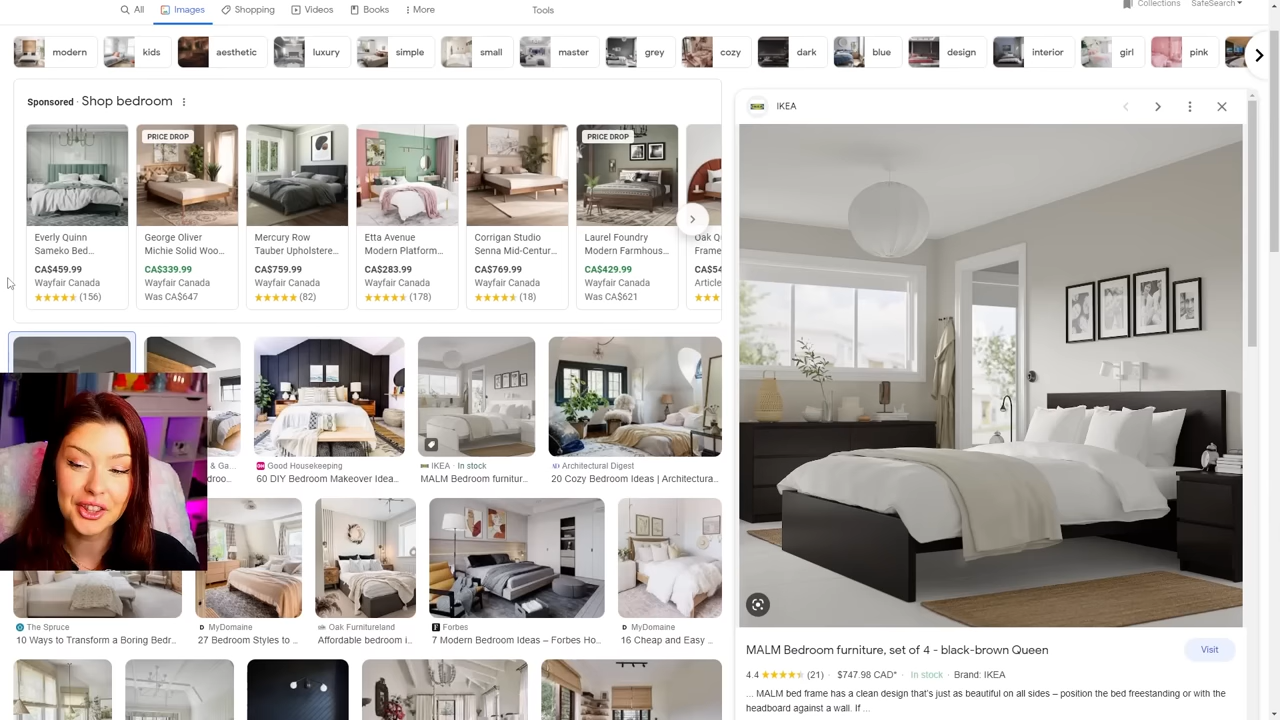 All
Images
Shopping
Videos
Books
More
Tools
Collections
SafeSearch
modern
kids
aesthetic
luxury
simple
small
master
grey
cozy
dark
blue
design
interior
girl
pink
Sponsored · Shop bedroom
PRICE DROP
PRICE DROP
Everly Quinn
Sameko Bed...
CA$459.99
Wayfair Canada
(156)
George Oliver
Michie Solid Woo...
CA$339.99
Wayfair Canada
Was CA$647
Mercury Row
Tauber Upholstere...
CA$759.99
Wayfair Canada
(82)
Etta Avenue
Modern Platform...
CA$283.99
Wayfair Canada
(178)
Corrigan Studio
Senna Mid-Centur...
CA$769.99
Wayfair Canada
(18)
Laurel Foundry
Modern Farmhous...
CA$429.99
Wayfair Canada
Was CA$621
Oak
Frame
CA$54
Article
& Ga...
droo...
Good Housekeeping
60 DIY Bedroom Makeover Idea...
IKEA · In stock
MALM Bedroom furnitur...
Architectural Digest
20 Cozy Bedroom Ideas | Architectura...
The Spruce
10 Ways to Transform a Boring Bedr...
MyDomaine
27 Bedroom Styles to ...
Oak Furnitureland
Affordable bedroom i...
Forbes
7 Modern Bedroom Ideas – Forbes Ho...
MyDomaine
16 Cheap and Easy ...
IKEA
MALM Bedroom furniture, set of 4 - black-brown Queen
Visit
4.4 (21) · $747.98 CAD* · In stock · Brand: IKEA
... MALM bed frame has a clean design that's just as beautiful on all sides – position the bed freestanding or with the
headboard against a wall. If ...